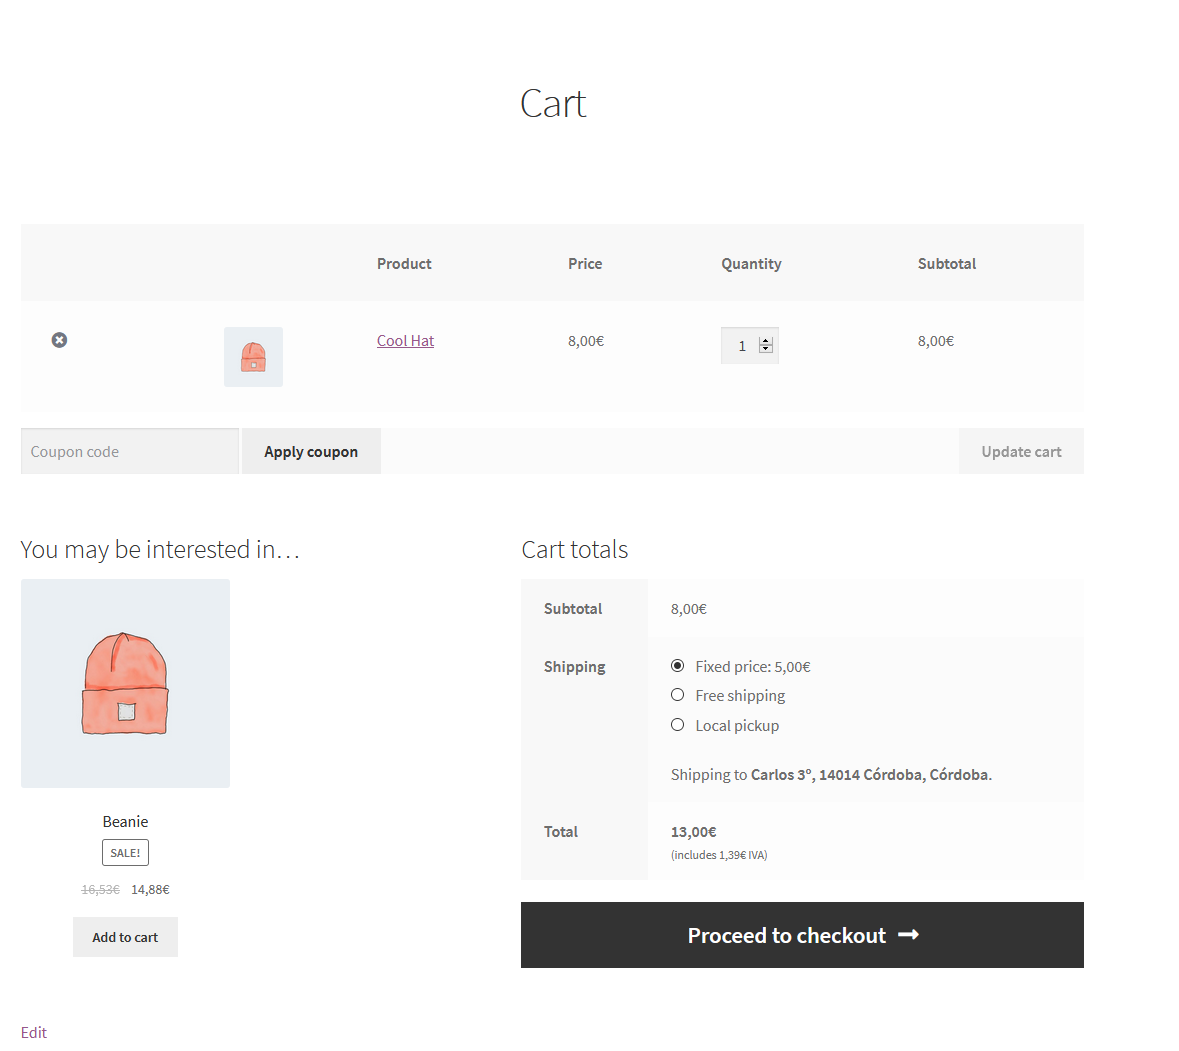 Cart
Product Price Quantity Subtotal
Cool Hat 8,00€ 1 8,00€
Coupon code Apply coupon Update cart
You may be interested in…
Beanie
SALE!
16,53€ 14,88€
Add to cart
Cart totals
Subtotal 8,00€
Shipping Fixed price: 5,00€
Free shipping
Local pickup
Shipping to Carlos 3º, 14014 Córdoba, Córdoba.
Total 13,00€
(includes 1,39€ IVA)
Proceed to checkout
Edit